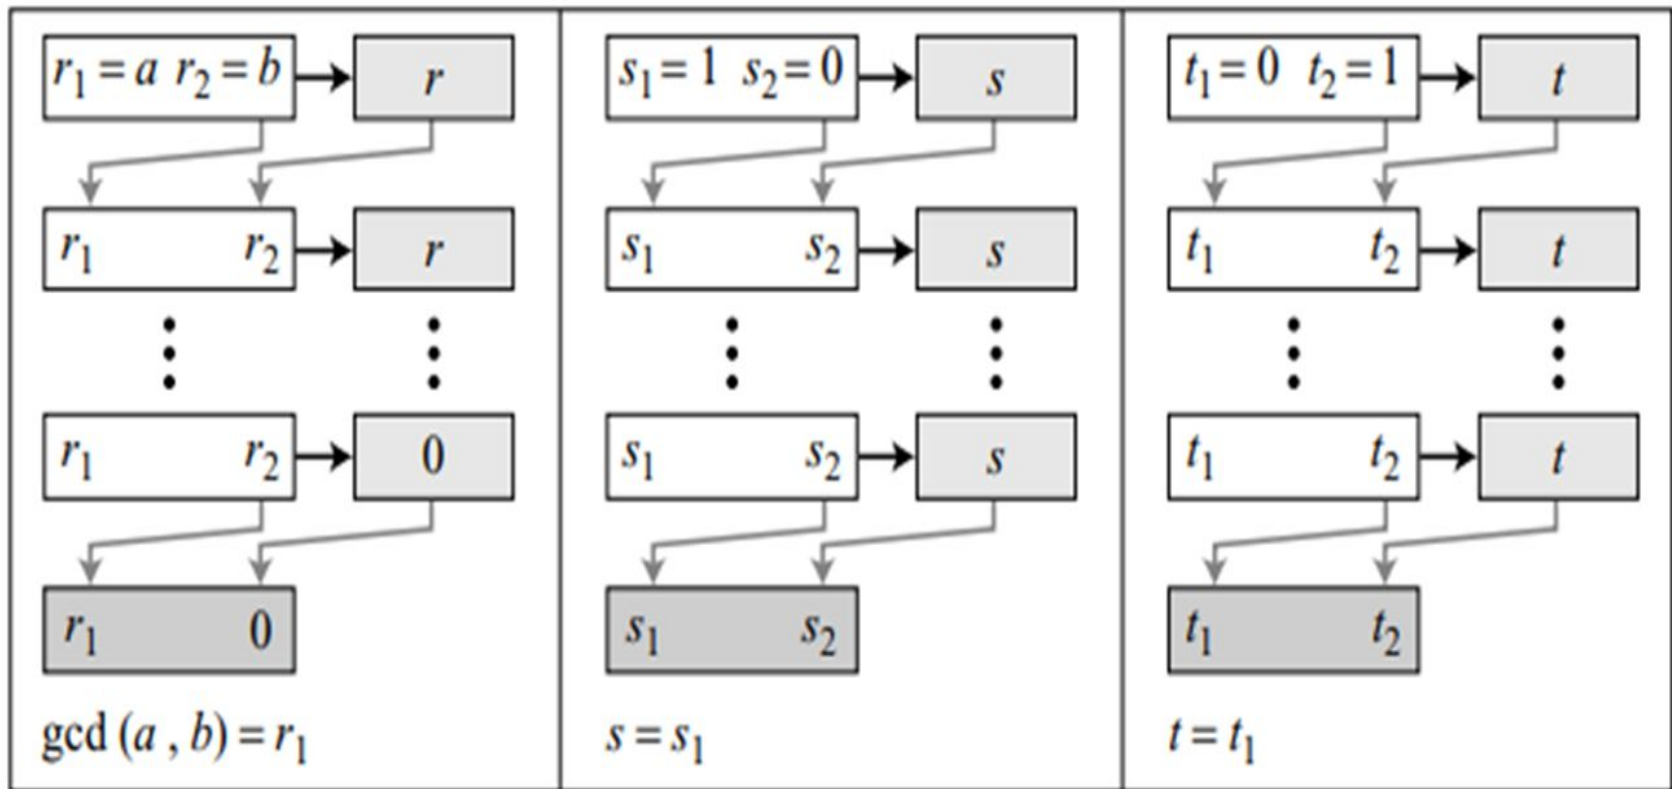 r₁ = a r₂ = b r
r₁ r₂ r
r₁ r₂ 0
r₁ 0
gcd (a , b) = r₁
s₁ = 1 s₂ = 0 s
s₁ s₂ s
s₁ s₂ s
s₁ s₂
s = s₁
t₁ = 0 t₂ = 1 t
t₁ t₂ t
t₁ t₂ t
t₁ t₂
t = t₁